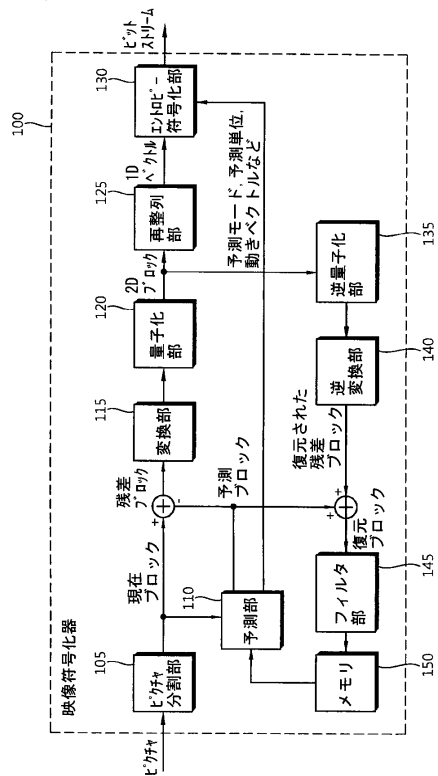 100
映像符号化器
ピクチャ
105
ピクチャ
分割部
現在
ブロック
残差
ブロック
+
-
115
変換部
120
量子化
部
2D
ブロック
125
再整列
部
1D
ベクトル
130
エントロピー
符号化部
ビット
ストリーム
110
予測部
予測
ブロック
予測モード、予測単位、
動きベクトルなど
135
逆量子化
部
140
逆
変換部
復元された
残差
ブロック
+
+
復元
ブロック
145
フィルタ
部
150
メモリ